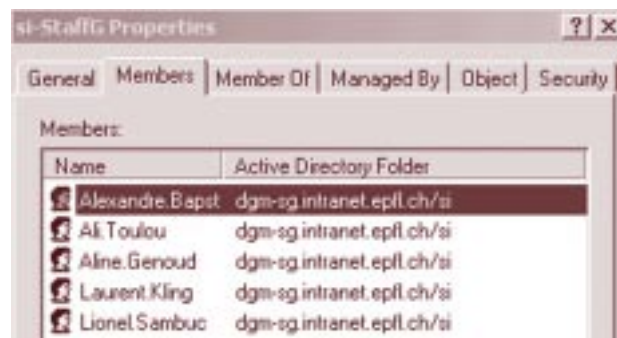 si-StaffG Properties
General Members Member Of Managed By Object Security
Members:
Name Active Directory Folder
Alexandre.Bapst dgm-sg.intranet.epfl.ch/si
Ali.Toulou dgm-sg.intranet.epfl.ch/si
Aline.Genoud dgm-sg.intranet.epfl.ch/si
Laurent.Kling dgm-sg.intranet.epfl.ch/si
Lionel.Sambuc dgm-sg.intranet.epfl.ch/si